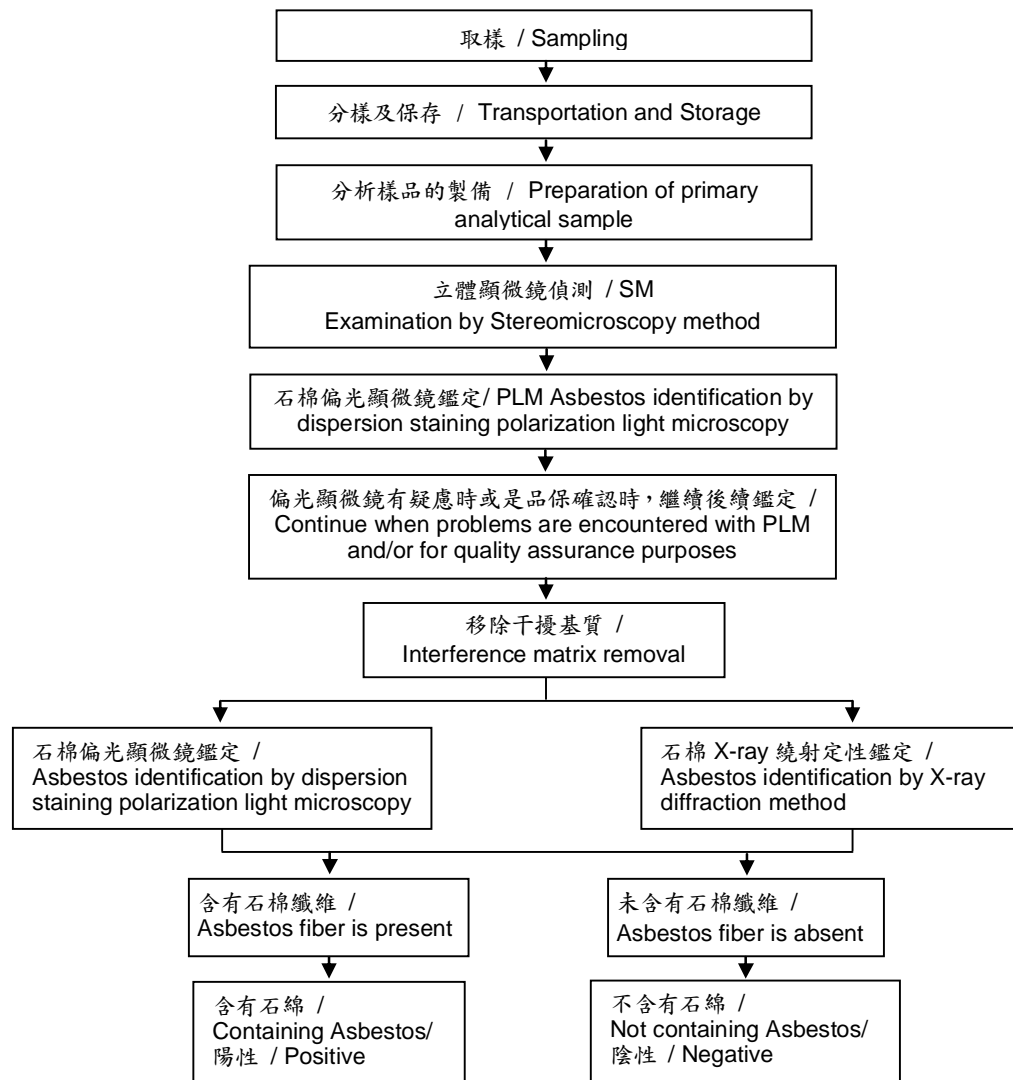 取樣 / Sampling
分樣及保存 / Transportation and Storage
分析樣品的製備 / Preparation of primary
analytical sample
立體顯微鏡偵測 / SM
Examination by Stereomicroscopy method
石棉偏光顯微鏡鑑定/ PLM Asbestos identification by
dispersion staining polarization light microscopy
偏光顯微鏡有疑慮時或是品保確認時，繼續後續鑑定 /
Continue when problems are encountered with PLM
and/or for quality assurance purposes
移除干擾基質 /
Interference matrix removal
石棉偏光顯微鏡鑑定 /
Asbestos identification by dispersion
staining polarization light microscopy
石棉 X-ray 繞射定性鑑定 /
Asbestos identification by X-ray
diffraction method
含有石棉纖維 /
Asbestos fiber is present
未含有石棉纖維 /
Asbestos fiber is absent
含有石綿 /
Containing Asbestos/
陽性 / Positive
不含有石綿 /
Not containing Asbestos/
陰性 / Negative